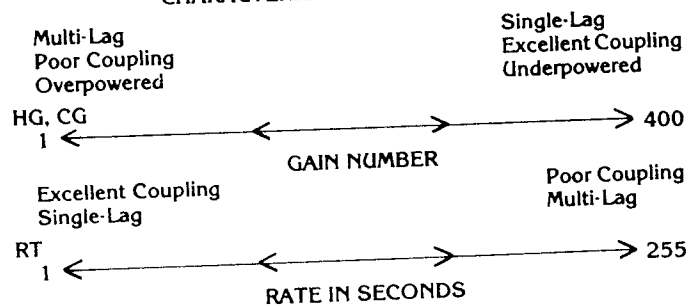 Multi-Lag
Poor Coupling
Overpowered
Single-Lag
Excellent Coupling
Underpowered
HG, CG
1 400
GAIN NUMBER
Excellent Coupling
Single-Lag
Poor Coupling
Multi-Lag
RT
1 255
RATE IN SECONDS